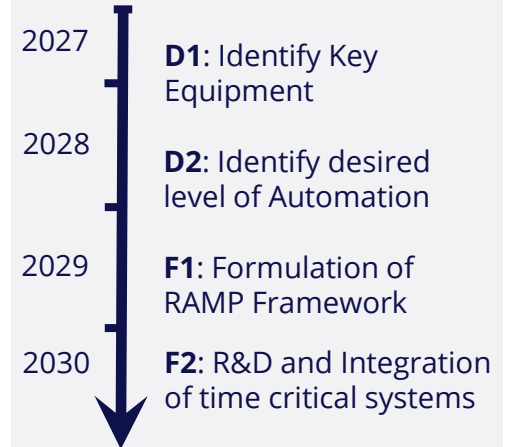 2027
D1: Identify Key
Equipment
2028
D2: Identify desired
level of Automation
2029
F1: Formulation of
RAMP Framework
2030
F2: R&D and Integration
of time critical systems